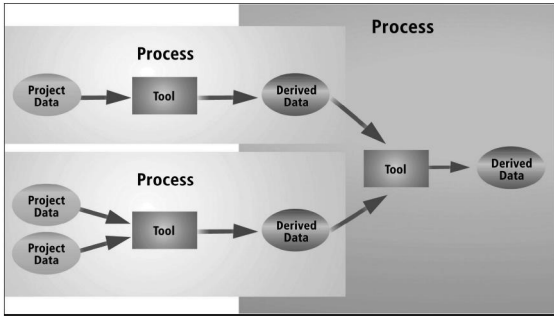 Process
Process
Project
Data
Tool
Derived
Data
Tool
Derived
Data
Process
Project
Data
Project
Data
Tool
Derived
Data